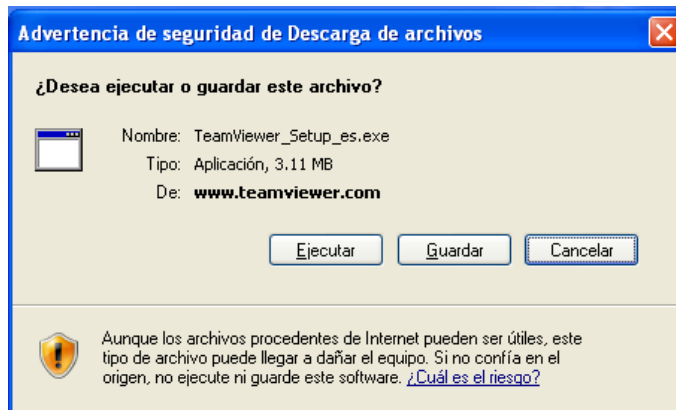 Advertencia de seguridad de Descarga de archivos
¿Desea ejecutar o guardar este archivo?
Nombre: TeamViewer_Setup_es.exe
Tipo: Aplicación, 3.11 MB
De: www.teamviewer.com
Ejecutar Guardar Cancelar
Aunque los archivos procedentes de Internet pueden ser útiles, este
tipo de archivo puede llegar a dañar el equipo. Si no confía en el
origen, no ejecute ni guarde este software. ¿Cuál es el riesgo?